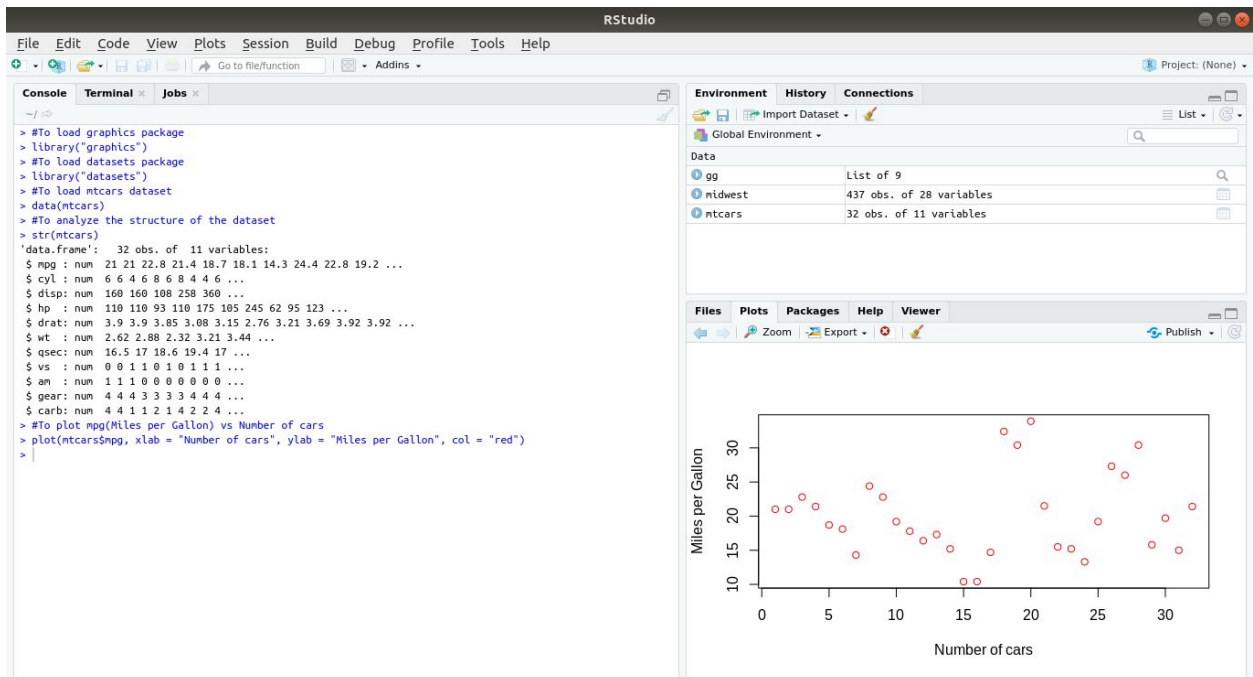 RStudio
File Edit Code View Plots Session Build Debug Profile Tools Help
Go to file/function Addins Project: (None)
Console Terminal Jobs
~/
> #To load graphics package
> library("graphics")
> #To load datasets package
> library("datasets")
> #To load mtcars dataset
> data(mtcars)
> #To analyze the structure of the dataset
> str(mtcars)
'data.frame': 32 obs. of 11 variables:
$ mpg : num 21 21 22.8 21.4 18.7 18.1 14.3 24.4 22.8 19.2 ...
$ cyl : num 6 6 4 6 8 6 8 4 4 6 ...
$ disp: num 160 160 108 258 360 ...
$ hp : num 110 110 93 110 175 105 245 62 95 123 ...
$ drat: num 3.9 3.9 3.85 3.08 3.15 2.76 3.21 3.69 3.92 3.92 ...
$ wt : num 2.62 2.88 2.32 3.21 3.44 ...
$ qsec: num 16.5 17 18.6 19.4 17 ...
$ vs : num 0 0 1 1 0 1 0 1 1 1 ...
$ am : num 1 1 1 0 0 0 0 0 0 0 ...
$ gear: num 4 4 4 3 3 3 3 4 4 4 ...
$ carb: num 4 4 1 1 2 1 4 2 2 4 ...
> #To plot mpg(Miles per Gallon) vs Number of cars
> plot(mtcars$mpg, xlab = "Number of cars", ylab = "Miles per Gallon", col = "red")
>
Environment History Connections
Import Dataset List
Global Environment
Data
gg List of 9
midwest 437 obs. of 28 variables
mtcars 32 obs. of 11 variables
Files Plots Packages Help Viewer
Zoom Export Publish
Miles per Gallon
30
25
20
15
10
0 5 10 15 20 25 30
Number of cars